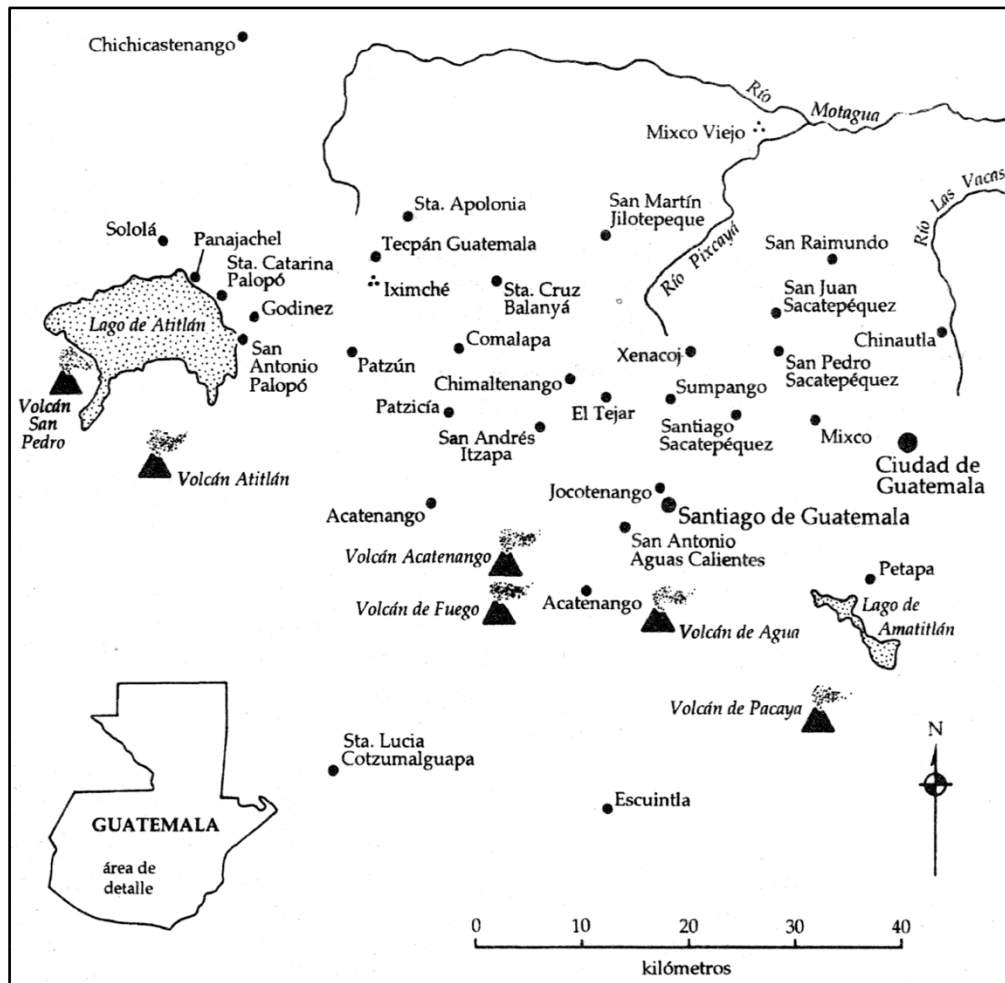 Chichicastenango
Río
Motagua
Mixco Viejo
Río Las Vacas
Sta. Apolonia
San Martín
Jilotepeque
Sololá
Panajachel
Tecpán Guatemala
San Raimundo
Río Pixcayá
Sta. Catarina
Palopó
Iximché
Sta. Cruz
Balanyá
San Juan
Sacatepéquez
Godinez
Lago de Atitlán
Chinautla
San
Antonio
Palopó
Patzún
Comalapa
Xenacoj
San Pedro
Sacatepéquez
Chimaltenango
Volcán
San
Pedro
Patzicía
El Tejar
Sumpango
San Andrés
Itzapa
Santiago
Sacatepéquez
Mixco
Ciudad de
Guatemala
Volcán Atitlán
Jocotenango
Acatenango
Santiago de Guatemala
San Antonio
Aguas Calientes
Volcán Acatenango
Petapa
Volcán de Fuego
Acatenango
Lago de
Amatitlán
Volcán de Agua
Volcán de Pacaya
N
Sta. Lucia
Cotzumalguapa
Escuintla
GUATEMALA
área de
detalle
0 10 20 30 40
kilómetros